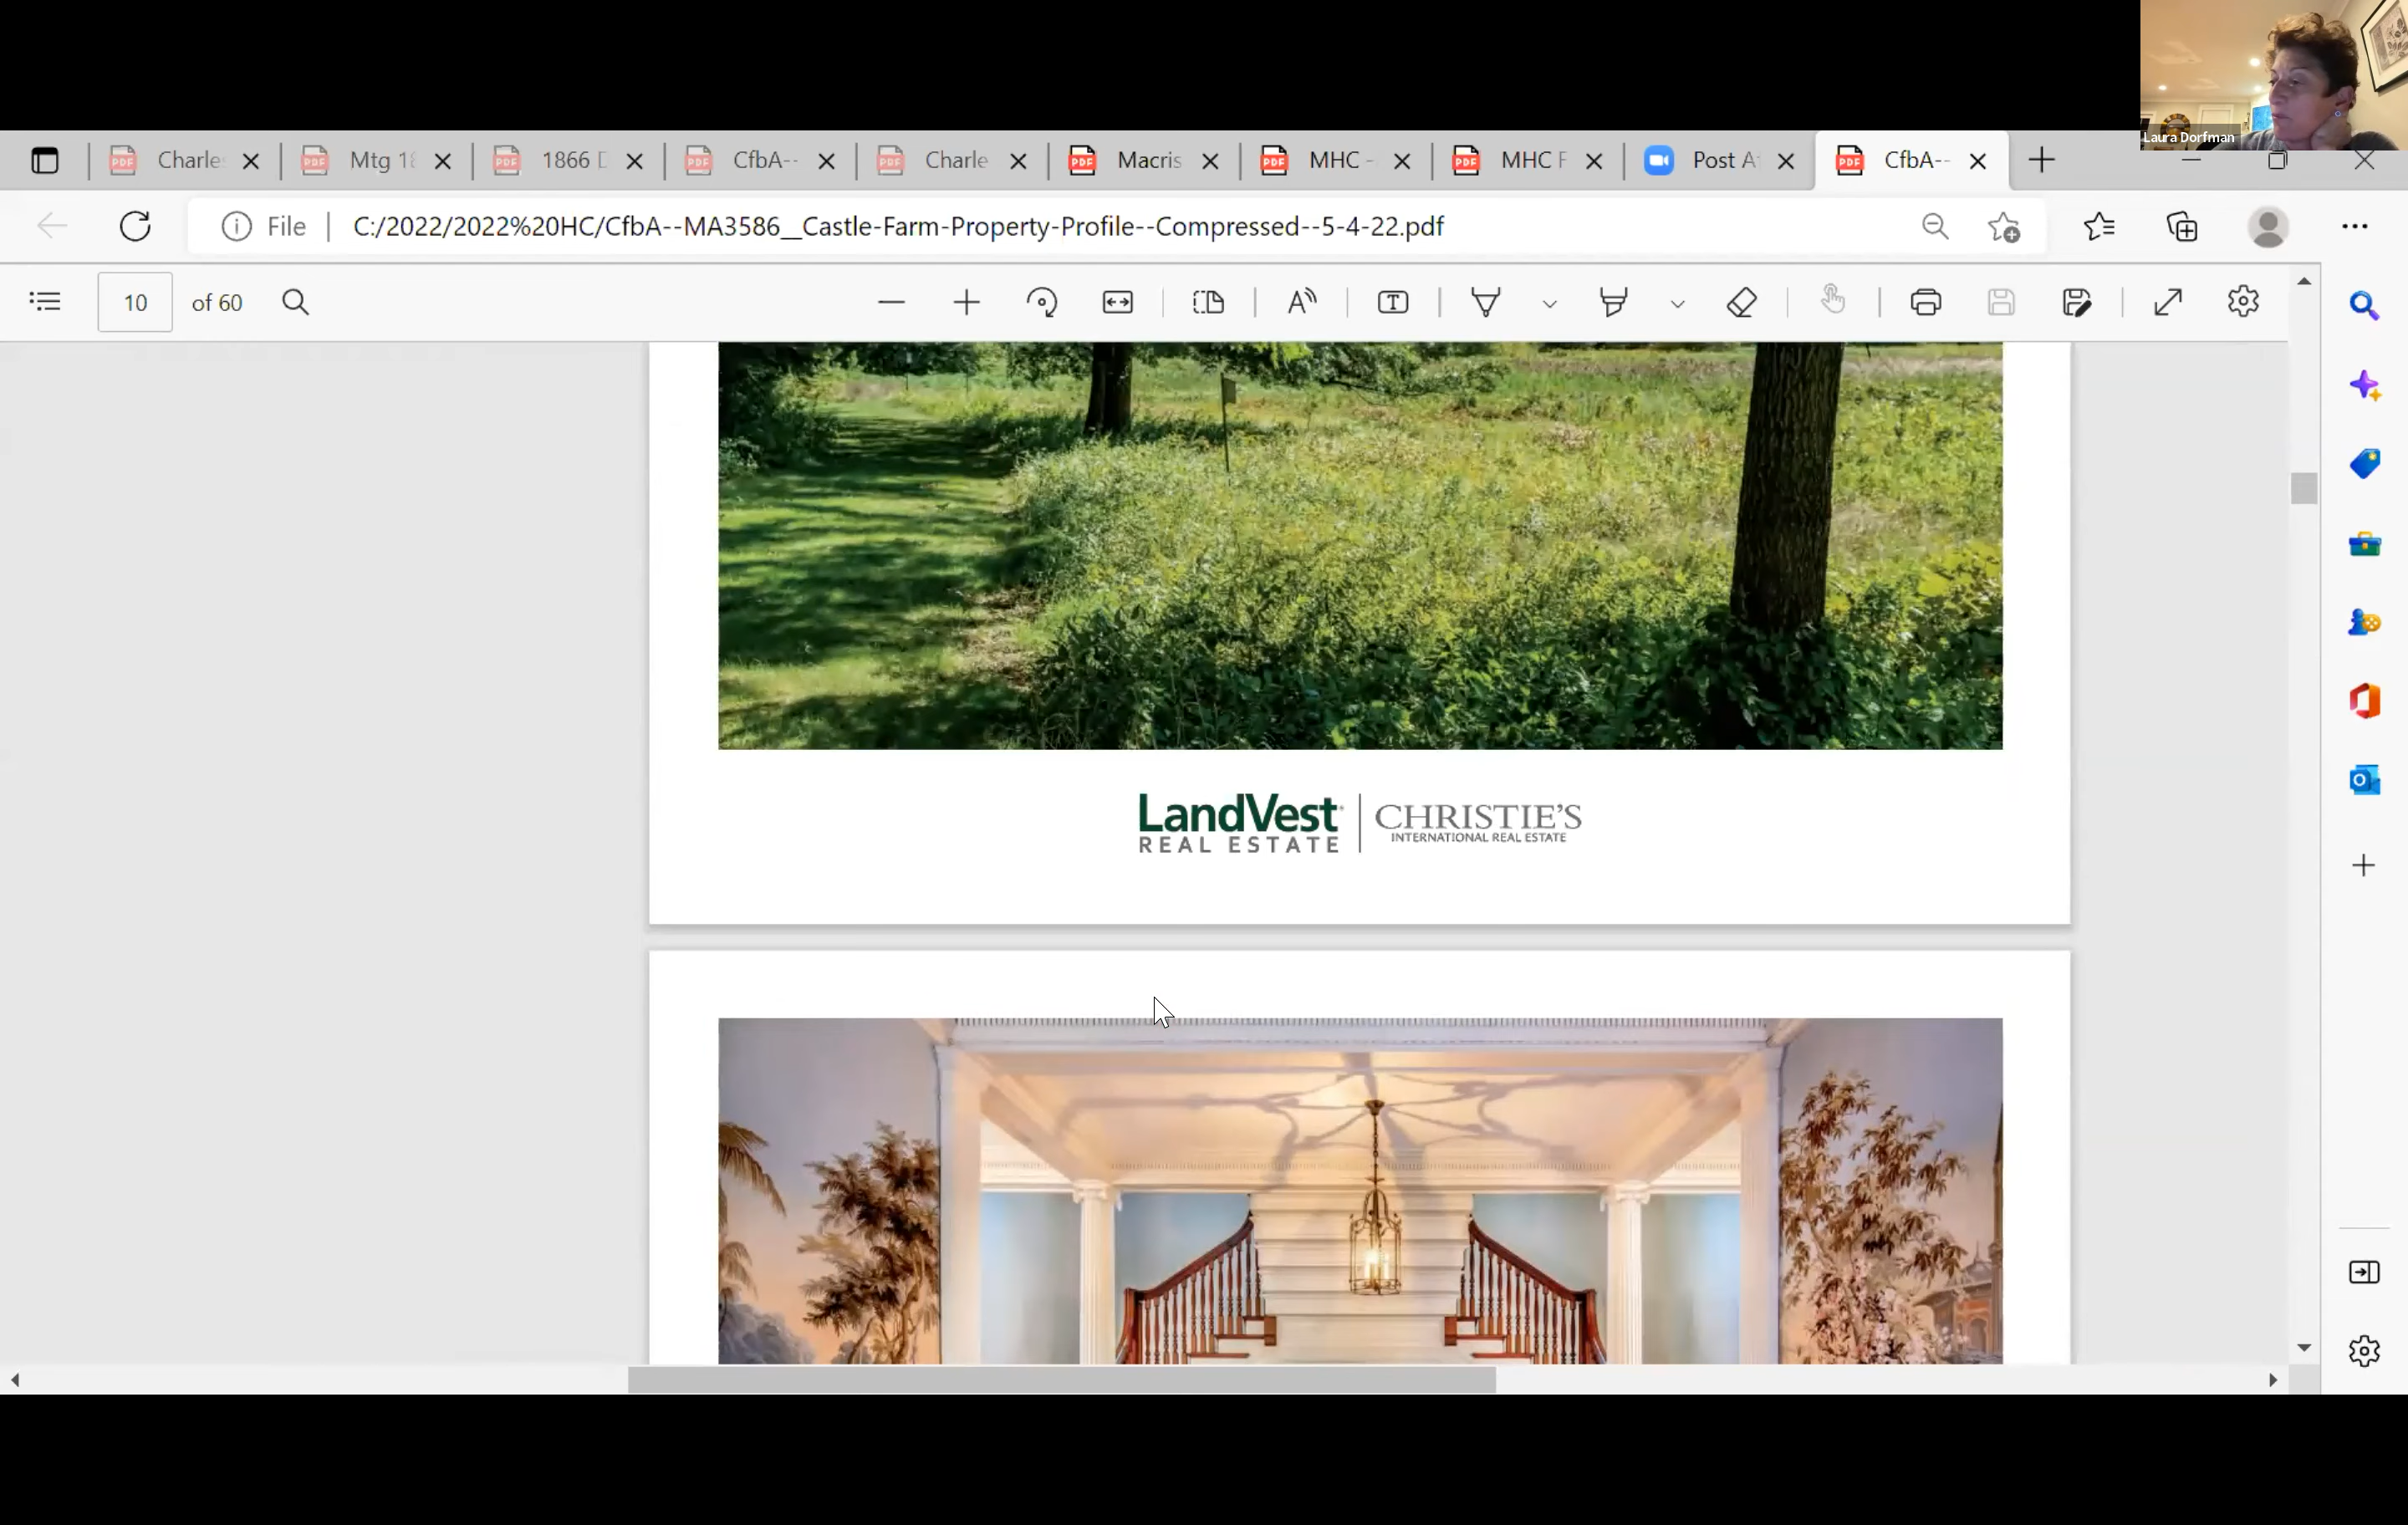 Laura Dorfman
Charle
Mtg 18
1866 D
CfbA--
Charle
Macris
MHC -
MHC F
Post A
CfbA--
File
C:/2022/2022%20HC/CfbA--MA3586__Castle-Farm-Property-Profile--Compressed--5-4-22.pdf
10 of 60
LandVest
REAL ESTATE
CHRISTIE'S
INTERNATIONAL REAL ESTATE